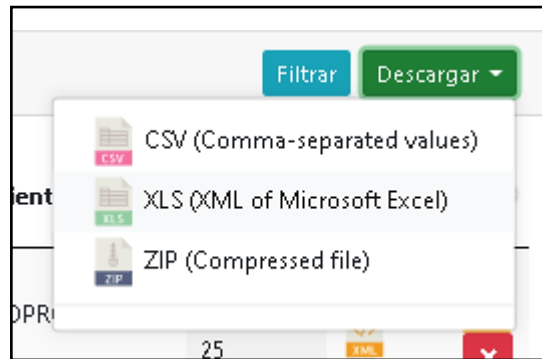 Filtrar
Descargar
CSV
CSV (Comma-separated values)
ient
XLS
XLS (XML of Microsoft Excel)
ZIP
ZIP (Compressed file)
OPR
25
XML